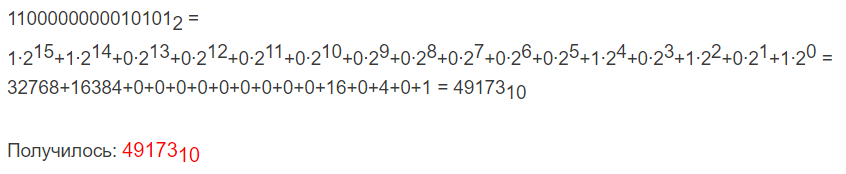 1100000000010101₂ =
1∙2¹⁵+1∙2¹⁴+0∙2¹³+0∙2¹²+0∙2¹¹+0∙2¹⁰+0∙2⁹+0∙2⁸+0∙2⁷+0∙2⁶+0∙2⁵+1∙2⁴+0∙2³+1∙2²+0∙2¹+1∙2⁰ =
32768+16384+0+0+0+0+0+0+0+0+0+16+0+4+0+1 = 49173₁₀
Получилось: 49173₁₀